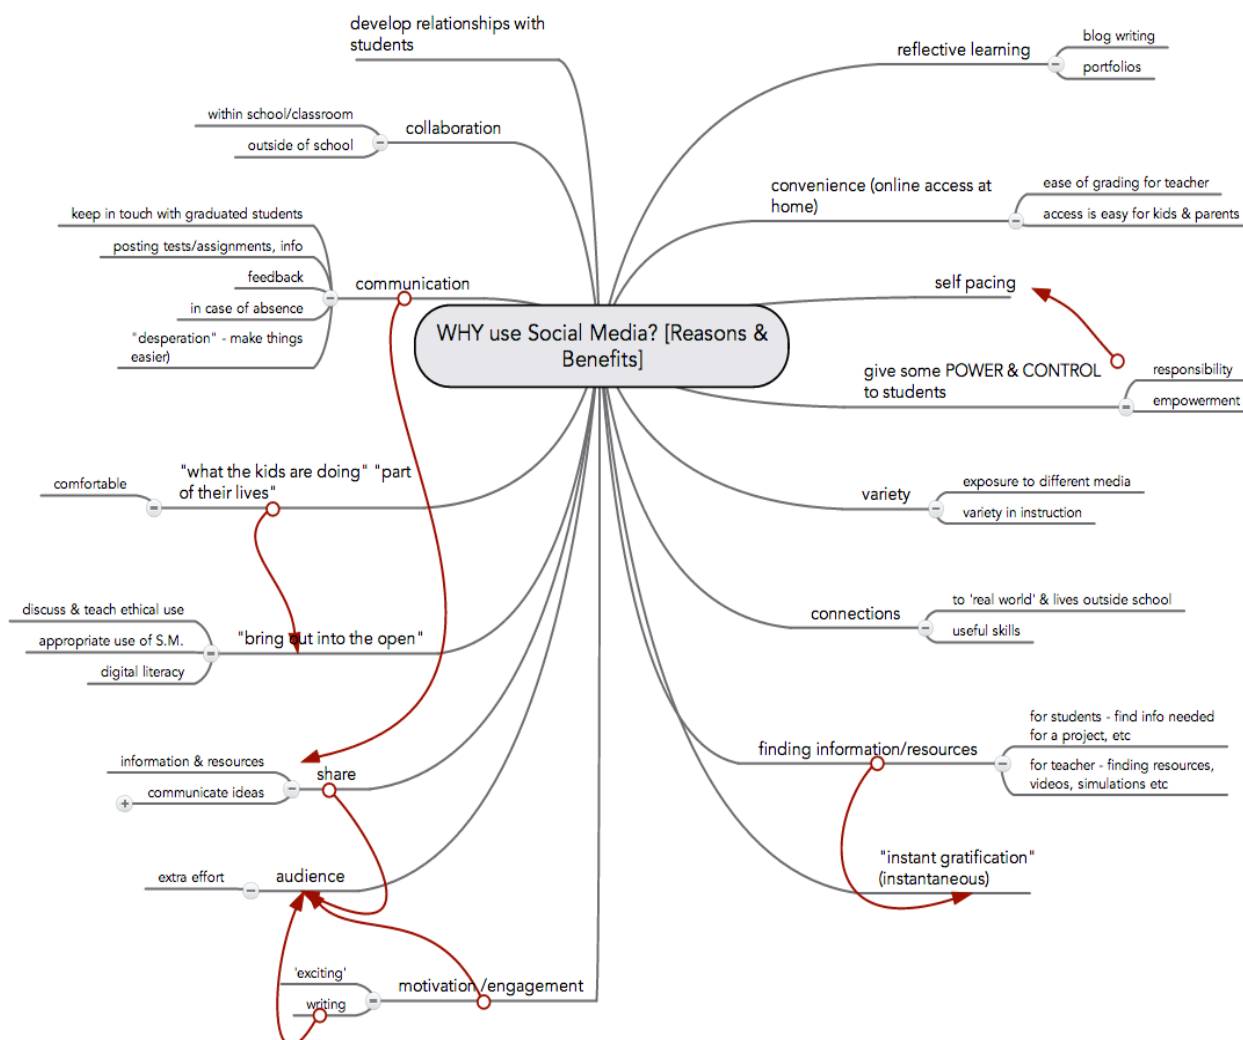 develop relationships with
students
within school/classroom
outside of school
collaboration
keep in touch with graduated students
posting tests/assignments, info
feedback
in case of absence
"desperation" - make things
easier)
communication
WHY use Social Media? [Reasons &
Benefits]
"what the kids are doing" "part
of their lives"
comfortable
discuss & teach ethical use
appropriate use of S.M.
digital literacy
"bring out into the open"
information & resources
communicate ideas
share
extra effort
audience
'exciting'
writing
motivation /engagement
reflective learning
blog writing
portfolios
convenience (online access at
home)
ease of grading for teacher
access is easy for kids & parents
self pacing
give some POWER & CONTROL
to students
responsibility
empowerment
variety
exposure to different media
variety in instruction
connections
to 'real world' & lives outside school
useful skills
finding information/resources
for students - find info needed
for a project, etc
for teacher - finding resources,
videos, simulations etc
"instant gratification"
(instantaneous)